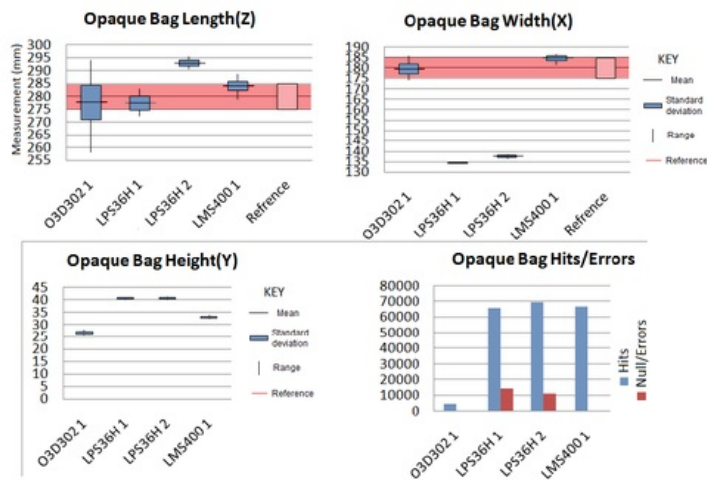 Opaque Bag Length(Z)
Measurement (mm)
300
295
290
285
280
275
270
265
260
255
O3D302 1
LPS36H 1
LPS36H 2
LMS400 1
Refrence
Opaque Bag Width(X)
190
185
180
175
170
165
160
155
150
145
140
135
130
O3D302 1
LPS36H 1
LPS36H 2
LMS400 1
Refrence
KEY
Mean
Standard
deviation
Range
Reference
Opaque Bag Height(Y)
45
40
35
30
25
20
15
10
5
0
O3D302 1
LPS36H 1
LPS36H 2
LMS400 1
KEY
Mean
Standard
deviation
Range
Reference
Opaque Bag Hits/Errors
80000
70000
60000
50000
40000
30000
20000
10000
0
O3D302 1
LPS36H 1
LPS36H 2
LMS400 1
Hits
Null/Errors